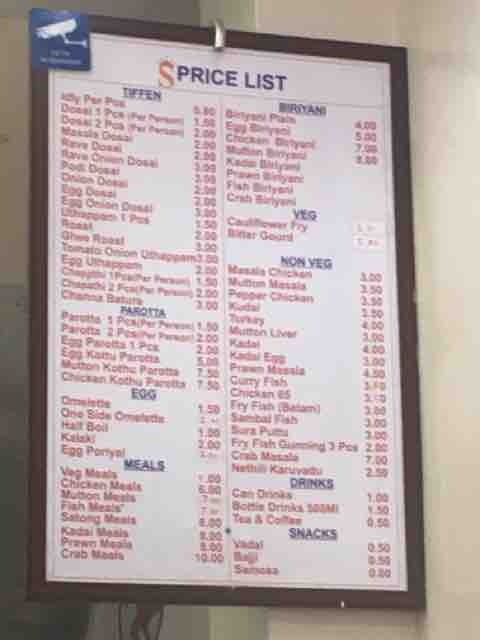 PRICE LIST
TIFFEN
Idly Per Pcs 0.80
Dosai 1 Pcs (Per Person) 1.50
Dosai 2 Pcs (Per Person) 2.00
Masala Dosai 2.00
Rava Dosai 2.00
Rava Onion Dosai 3.00
Podi Dosai 2.00
Onion Dosai 2.00
Egg Dosai 2.00
Egg Onion Dosai 3.00
Uthappam 1 Pcs 1.50
Roast 2.00
Ghee Roast 3.00
Tomato Onion Uthappam 3.00
Egg Uthappam 2.00
Chappthi 1Pcs(Per Person) 1.50
Chapathi 2 Pcs(Per Person) 2.00
Channa Batura 3.00
PAROTTA
Parotta 1 Pcs(Per Person) 1.50
Parotta 2 Pcs(Per Person) 2.00
Egg Parotta 1 Pcs 2.00
Egg Kothu Parotta 5.00
Mutton Kothu Parotta 7.50
Chicken Kothu Parotta 7.50
EGG
Omelette 1.50
One Side Omelette
Half Boil 1.00
Kalaki 2.00
Egg Poriyal
MEALS
Veg Meals
Chicken Meals 6.00
Mutton Meals
Fish Meals'
Satong Meals 8.00
Kadai Meals 8.00
Prawn Meals 8.00
Crab Meals 10.00
BIRIYANI
Biriyani Plain 4.00
Egg Biriyani 5.00
Chicken Biriyani 7.00
Mutton Biriyani 8.00
Kadai Biriyani
Prawn Biriyani
Fish Biriyani
Crab Biriyani
VEG
Cauliflower Fry
Bitter Gourd
NON VEG
Masala Chicken 3.00
Mutton Masala 3.50
Pepper Chicken 3.50
Kudal 3.50
Turkey 4.00
Mutton Liver 3.00
Kadai 4.00
Kadai Egg 3.00
Prawn Masala 4.50
Curry Fish
Chicken 65
Fry Fish (Batam) 3.00
Sambal Fish 3.00
Sura Puttu 3.00
Fry Fish Gunning 3 Pcs 2.00
Crab Masala 7.00
Nethili Karuvadu 2.50
DRINKS
Can Drinks 1.00
Bottle Drinks 500Ml 1.50
Tea & Coffee 0.50
SNACKS
Vadai 0.50
Bajji 0.50
Samosa 0.80